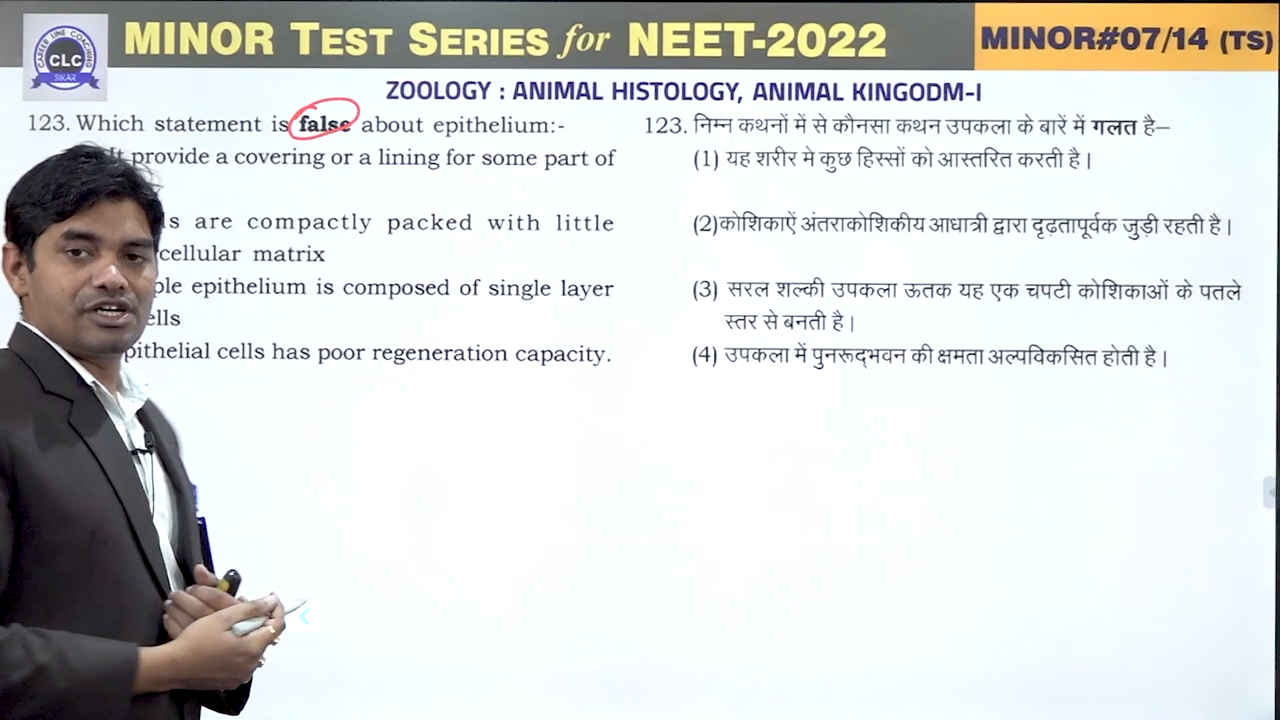 CAREER LINE COACHING
CLC
SIKAR
MINOR TEST SERIES for NEET-2022
MINOR#07/14 (TS)
ZOOLOGY : ANIMAL HISTOLOGY, ANIMAL KINGODM-I
123. Which statement is false about epithelium:-
It provide a covering or a lining for some part of
are compactly packed with little
cellular matrix
epithelium is composed of single layer
ells
pithelial cells has poor regeneration capacity.
123. निम्न कथनों में से कौनसा कथन उपकला के बारें में गलत है–
(1) यह शरीर मे कुछ हिस्सों को आस्तरित करती है।
(2)कोशिकाऐं अंतराकोशिकीय आधात्री द्वारा दृढ़तापूर्वक जुड़ी रहती है।
(3) सरल शल्की उपकला ऊतक यह एक चपटी कोशिकाओं के पतले
स्तर से बनती है।
(4) उपकला में पुनरूद्भवन की क्षमता अल्पविकसित होती है।